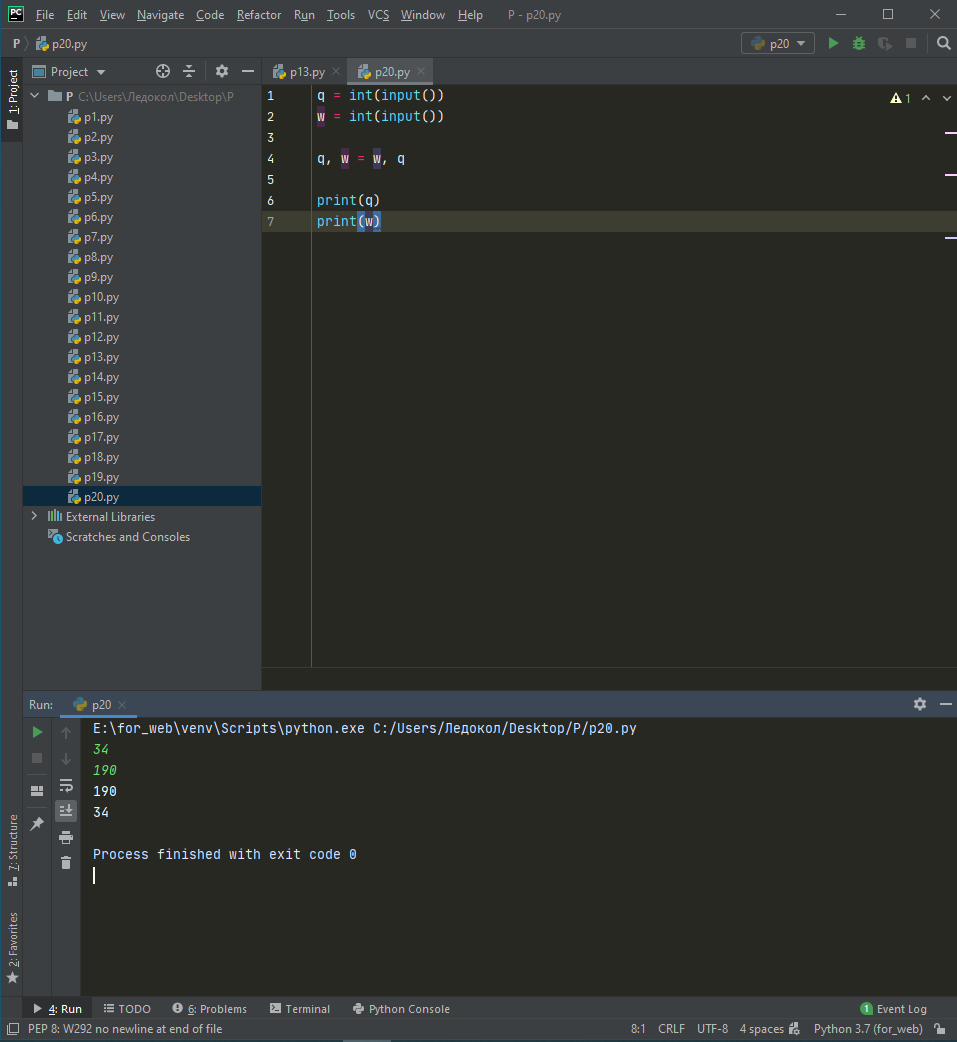 PC File Edit View Navigate Code Refactor Run Tools VCS Window Help P - p20.py
P p20.py p20
1: Project
Project
p13.py p20.py
P C:\Users\Ледокол\Desktop\P
p1.py
p2.py
p3.py
p4.py
p5.py
p6.py
p7.py
p8.py
p9.py
p10.py
p11.py
p12.py
p13.py
p14.py
p15.py
p16.py
p17.py
p18.py
p19.py
p20.py
External Libraries
Scratches and Consoles
1 q = int(input())
2 w = int(input())
3
4 q, w = w, q
5
6 print(q)
7 print(w)
1
Run: p20
E:\for_web\venv\Scripts\python.exe C:/Users/Ледокол/Desktop/P/p20.py
34
190
190
34
Process finished with exit code 0
7: Structure
2: Favorites
4: Run TODO 6: Problems Terminal Python Console 1 Event Log
PEP 8: W292 no newline at end of file 8:1 CRLF UTF-8 4 spaces Python 3.7 (for_web)